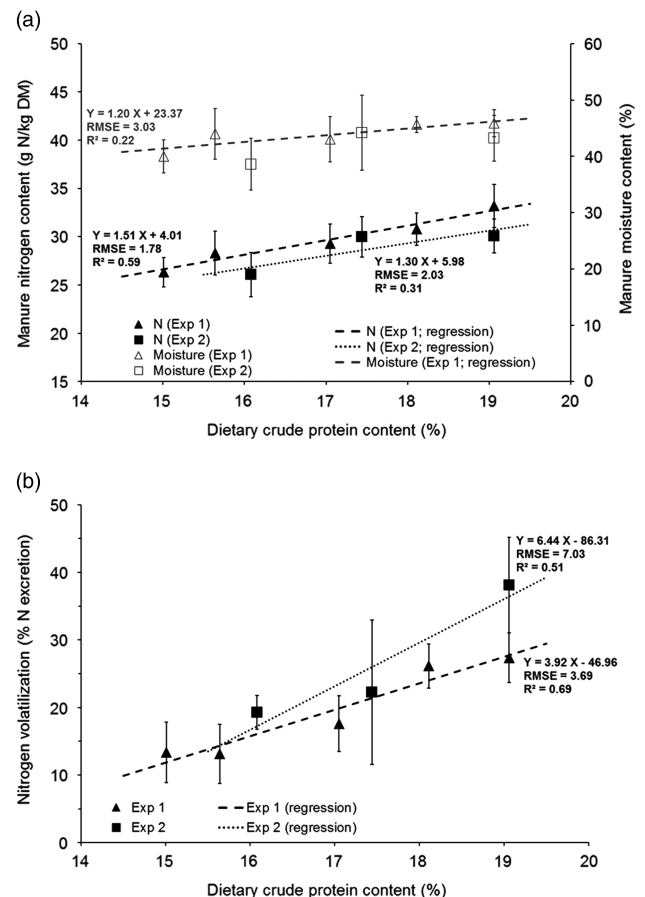 (a)
50
45
40
35
30
25
20
15
60
50
40
30
20
10
0
Manure nitrogen content (g N/kg DM)
Manure moisture content (%)
Y = 1.20 X + 23.37
RMSE = 3.03
R² = 0.22
Y = 1.51 X + 4.01
RMSE = 1.78
R² = 0.59
Y = 1.30 X + 5.98
RMSE = 2.03
R² = 0.31
N (Exp 1)
N (Exp 2)
Moisture (Exp 1)
Moisture (Exp 2)
N (Exp 1; regression)
N (Exp 2; regression)
Moisture (Exp 1; regression)
14 15 16 17 18 19 20
Dietary crude protein content (%)
(b)
50
40
30
20
10
0
Nitrogen volatilization (% N excretion)
Y = 6.44 X - 86.31
RMSE = 7.03
R² = 0.51
Y = 3.92 X - 46.96
RMSE = 3.69
R² = 0.69
Exp 1
Exp 2
Exp 1 (regression)
Exp 2 (regression)
14 15 16 17 18 19 20
Dietary crude protein content (%)